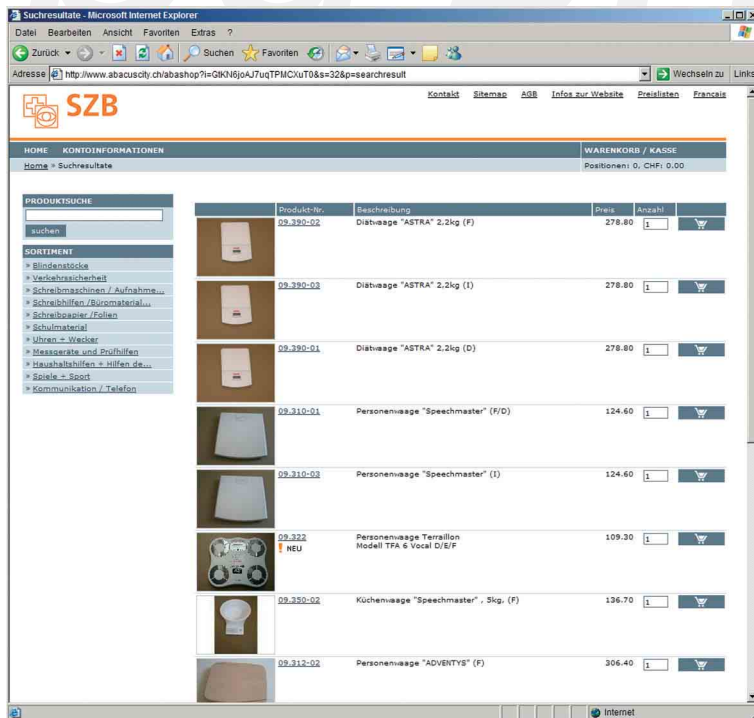 Suchresultate - Microsoft Internet Explorer
Datei Bearbeiten Ansicht Favoriten Extras ?
Zurück Suchen Favoriten
Adresse http://www.abacuscity.ch/abashop?i=GtKN6joAJ7uqTPMCXuT0&s=32&p=searchresult Wechseln zu Links
SZB
Kontakt Sitemap AGB Infos zur Website Preislisten Français
HOME KONTOINFORMATIONEN WARENKORB / KASSE
Home » Suchresultate Positionen: 0, CHF: 0.00
PRODUKTSUCHE
suchen
SORTIMENT
» Blindenstöcke
» Verkehrssicherheit
» Schreibmaschinen / Aufnahme...
» Schreibhilfen /Büromaterial...
» Schreibpapier /Folien
» Schulmaterial
» Uhren + Wecker
» Messgeräte und Prüfhilfen
» Haushaltshilfen + Hilfen de...
» Spiele + Sport
» Kommunikation / Telefon
Produkt-Nr. Beschreibung Preis Anzahl
09.390-02 Diätwaage "ASTRA" 2,2kg (F) 278.80 1
09.390-03 Diätwaage "ASTRA" 2,2kg (I) 278.80 1
09.390-01 Diätwaage "ASTRA" 2,2kg (D) 278.80 1
09.310-01 Personenwaage "Speechmaster" (F/D) 124.60 1
09.310-03 Personenwaage "Speechmaster" (I) 124.60 1
09.322 Personenwaage Terraillon 109.30 1
! NEU Modell TFA 6 Vocal D/E/F
09.350-02 Küchenwaage "Speechmaster" , 5kg, (F) 136.70 1
09.312-02 Personenwaage "ADVENTYS" (F) 306.40 1
Internet